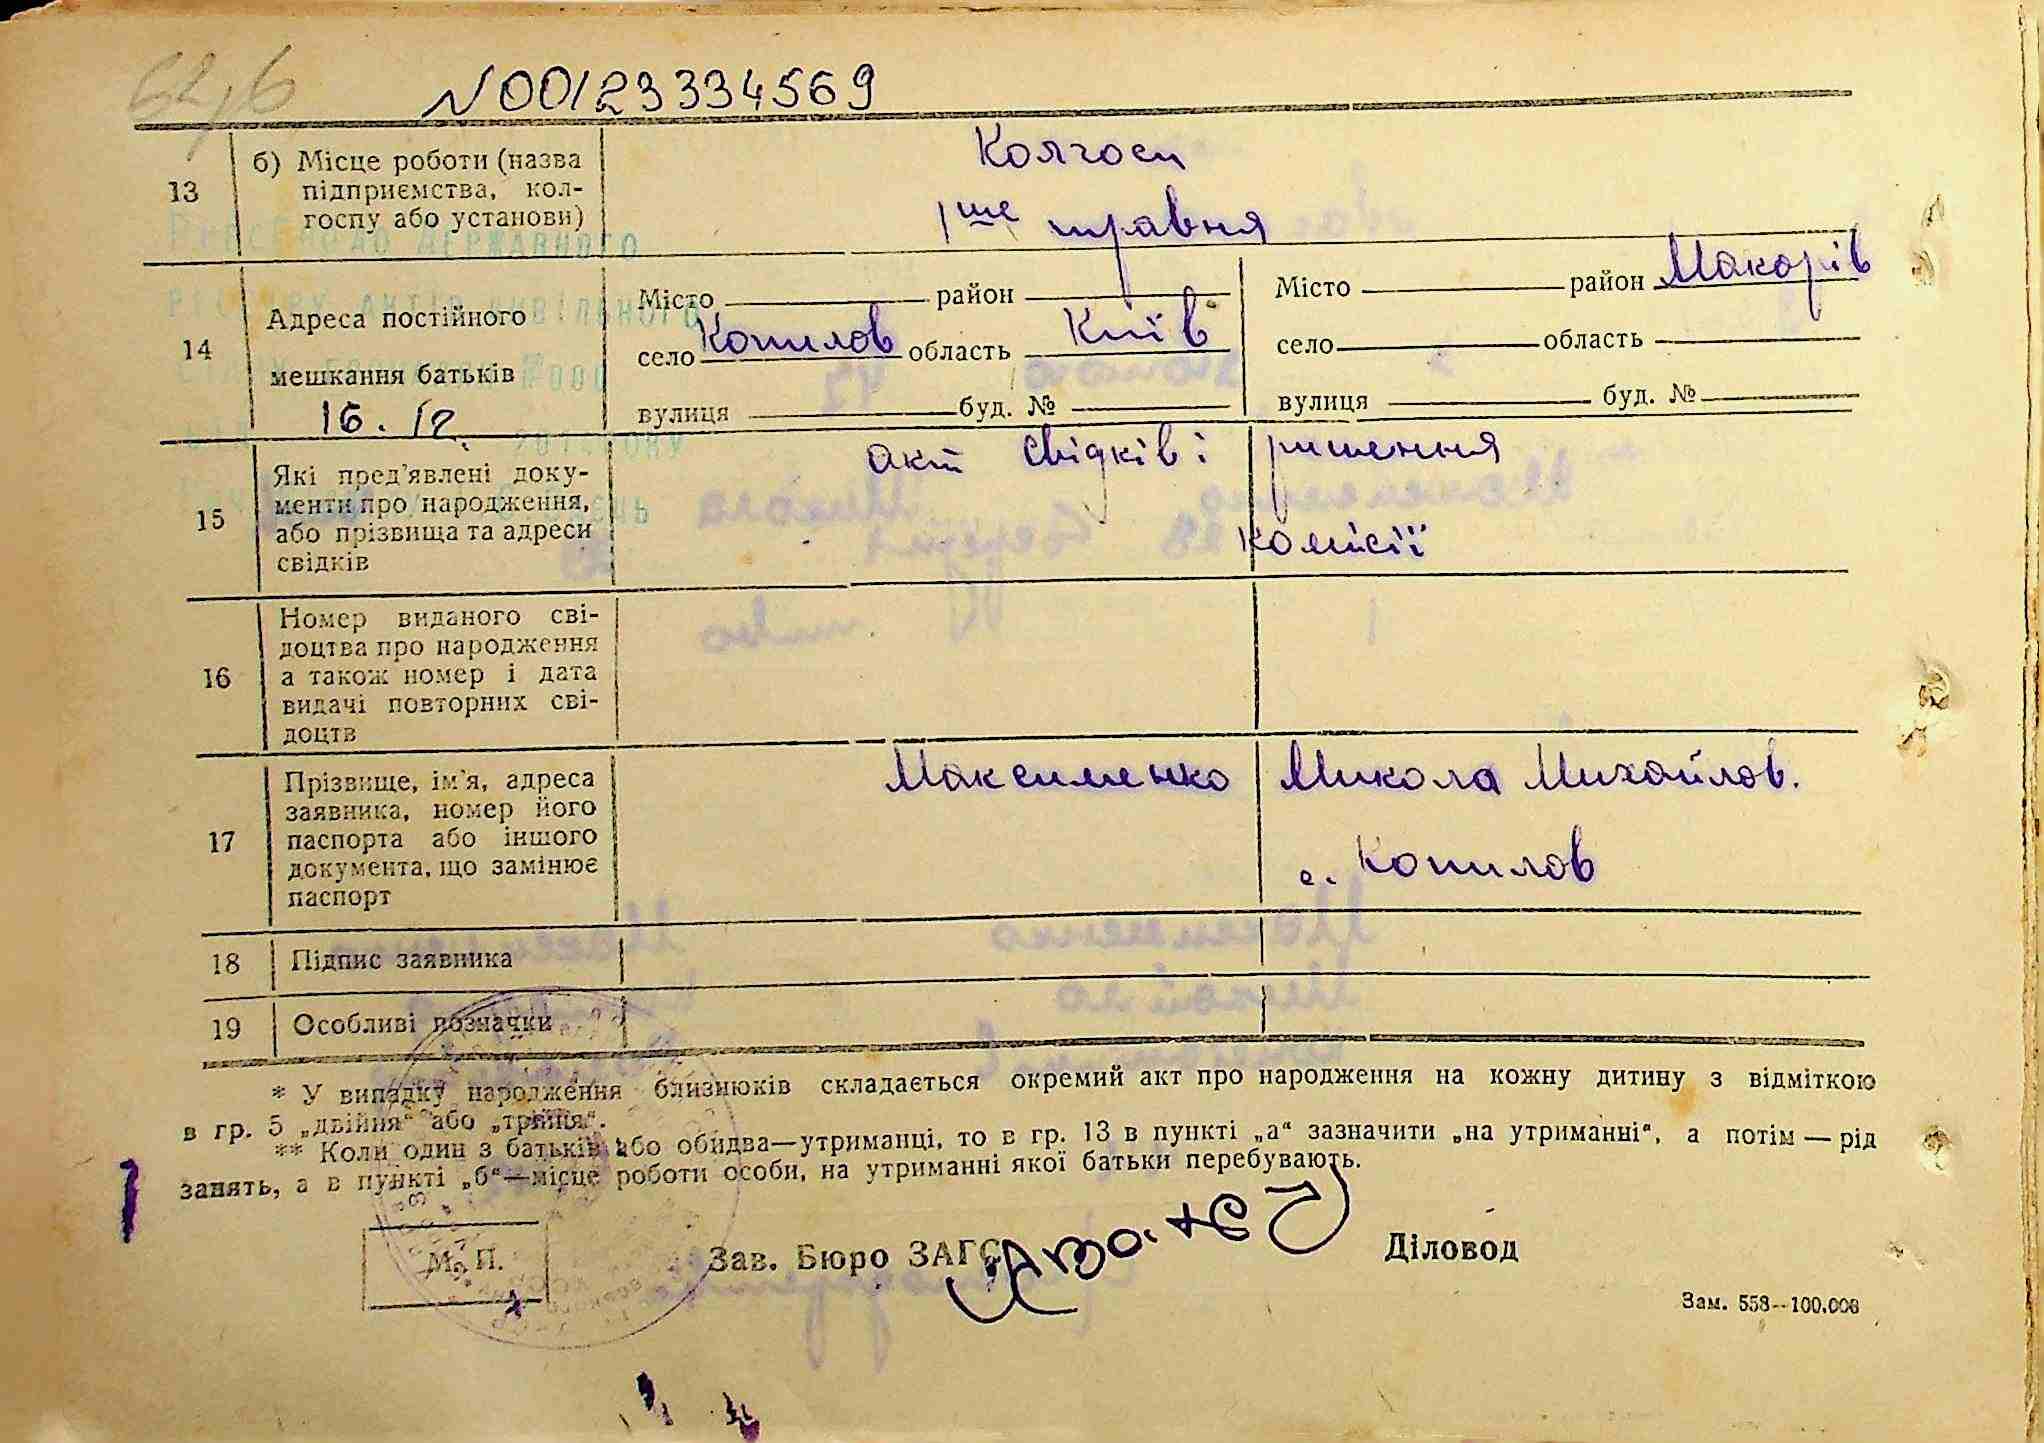 N00123334569
13 б) Місце роботи (назва
підприємства, кол-
госпу або установи)
Колгосп
1ше травня
14 Адреса постійного
мешкання батьків
16. 12.
Місто район
село Копилов область Київ
вулиця буд. №
Місто район Макорів
село область
вулиця буд. №
15 Які пред'явлені доку-
менти про народження,
або прізвища та адреси
свідків
акт свідків і ришення
комісії
16 Номер виданого сві-
доцтва про народження
а також номер і дата
видачі повторних сві-
доцтв
17 Прізвище, ім'я, адреса
заявника, номер його
паспорта або іншого
документа, що замінює
паспорт
Максименко Микола Михайлов.
с. Копилов
18 Підпис заявника
19 Особливі позначки
* У випадку народження близнюків складається окремий акт про народження на кожну дитину з відміткою
в гр. 5 „двійня“ або „трійня“.
** Коли один з батьків або обидва—утриманці, то в гр. 13 в пункті „а“ зазначити „на утриманні“, а потім — рід
занять, а в пункті „б“—місце роботи особи, на утриманні якої батьки перебувають.
М. П.
Зав. Бюро ЗАГС
Діловод
Зам. 558—100.000